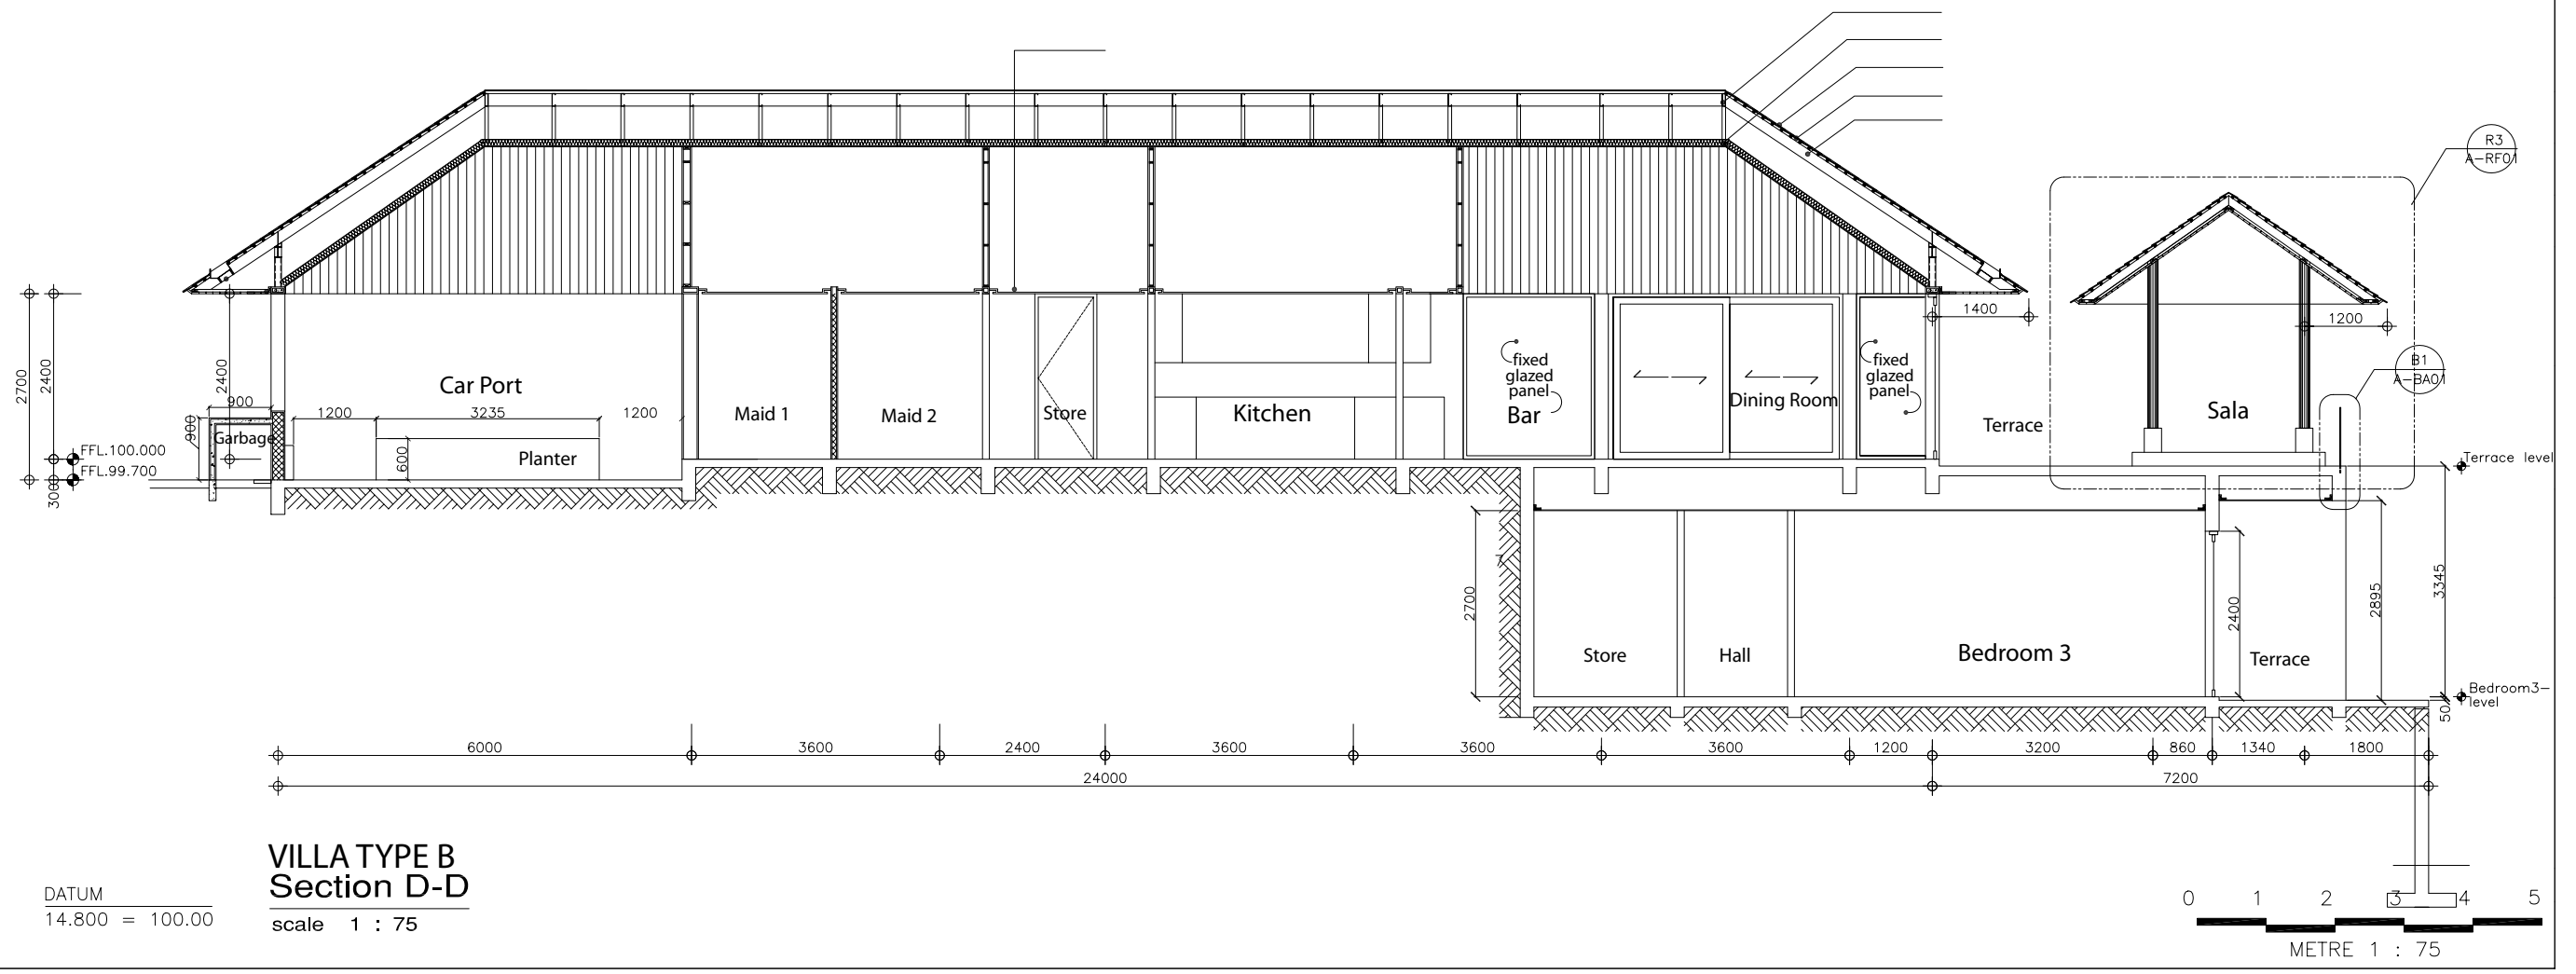 R3
A-RF01
1400
1200
B1
A-BA01
2700
2400
2400
900
900
Garbage
Car Port
1200
3235
1200
600
Planter
Maid 1
Maid 2
Store
Kitchen
fixed
glazed
panel
Bar
Dining Room
fixed
glazed
panel
Terrace
Sala
FFL.100.000
FFL.99.700
300
Terrace level
2700
Store
Hall
Bedroom 3
2400
Terrace
2895
3345
Bedroom3-
level
50
6000
3600
2400
3600
3600
3600
1200
3200
860
1340
1800
24000
7200
VILLA TYPE B
Section D-D
scale 1 : 75
DATUM
14.800 = 100.00
0 1 2 3 4 5
METRE 1 : 75